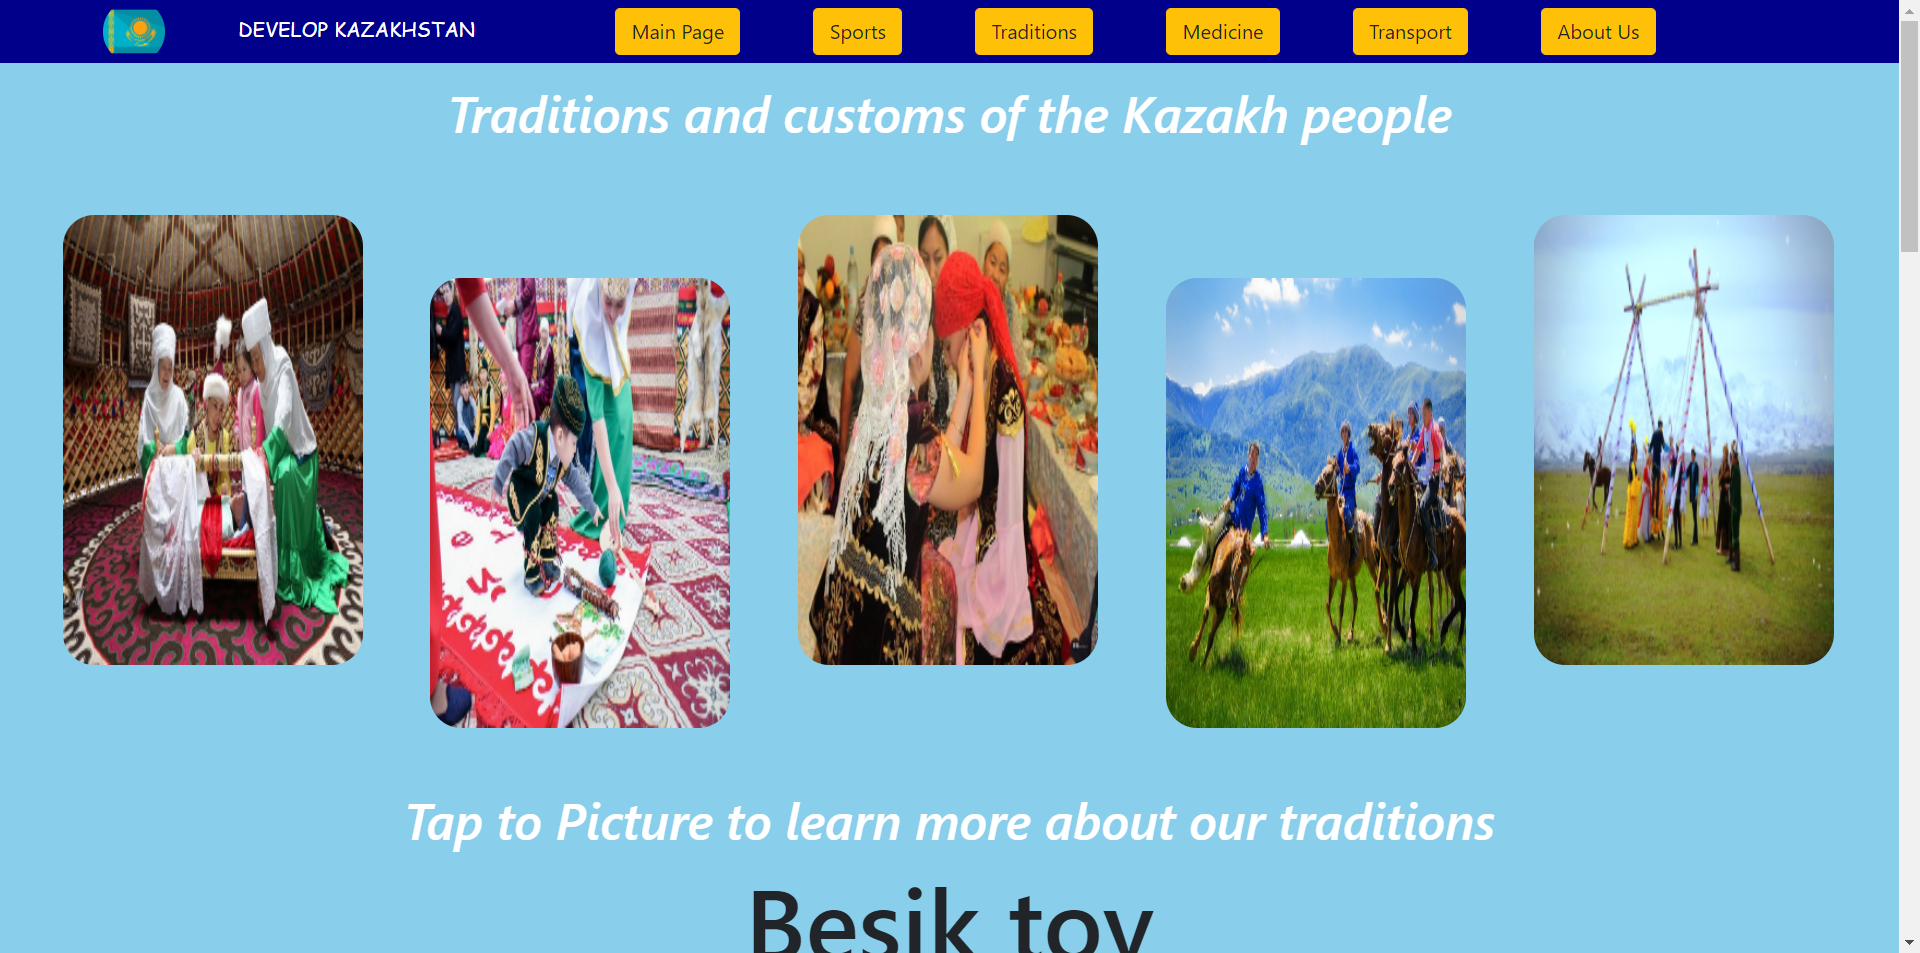 DEVELOP KAZAKHSTAN
Main Page
Sports
Traditions
Medicine
Transport
About Us
Traditions and customs of the Kazakh people
Tap to Picture to learn more about our traditions
Besik toy